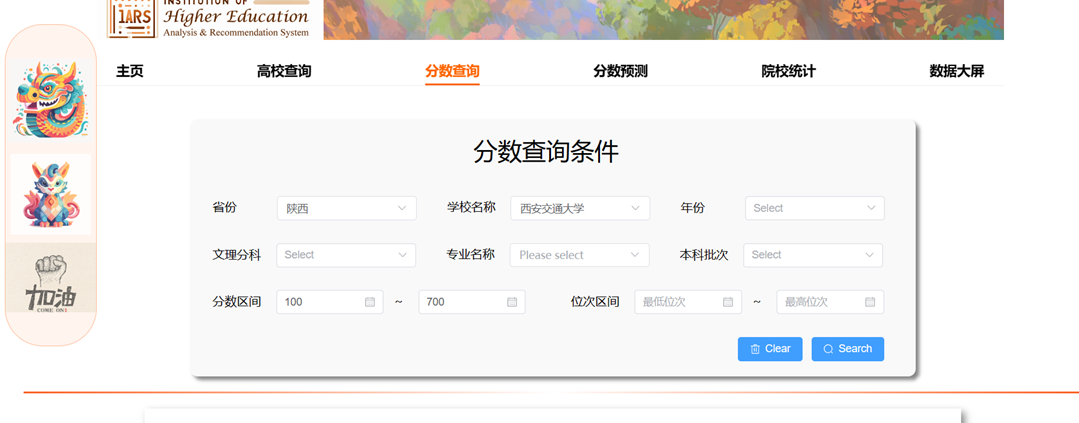 INSTITUTION OF
IARS
Higher Education
Analysis & Recommendation System
主页 高校查询 分数查询 分数预测 院校统计 数据大屏
分数查询条件
省份 陕西 学校名称 西安交通大学 年份 Select
文理分科 Select 专业名称 Please select 本科批次 Select
分数区间 100 ~ 700 位次区间 最低位次 ~ 最高位次
Clear Search
加油
COME ON!